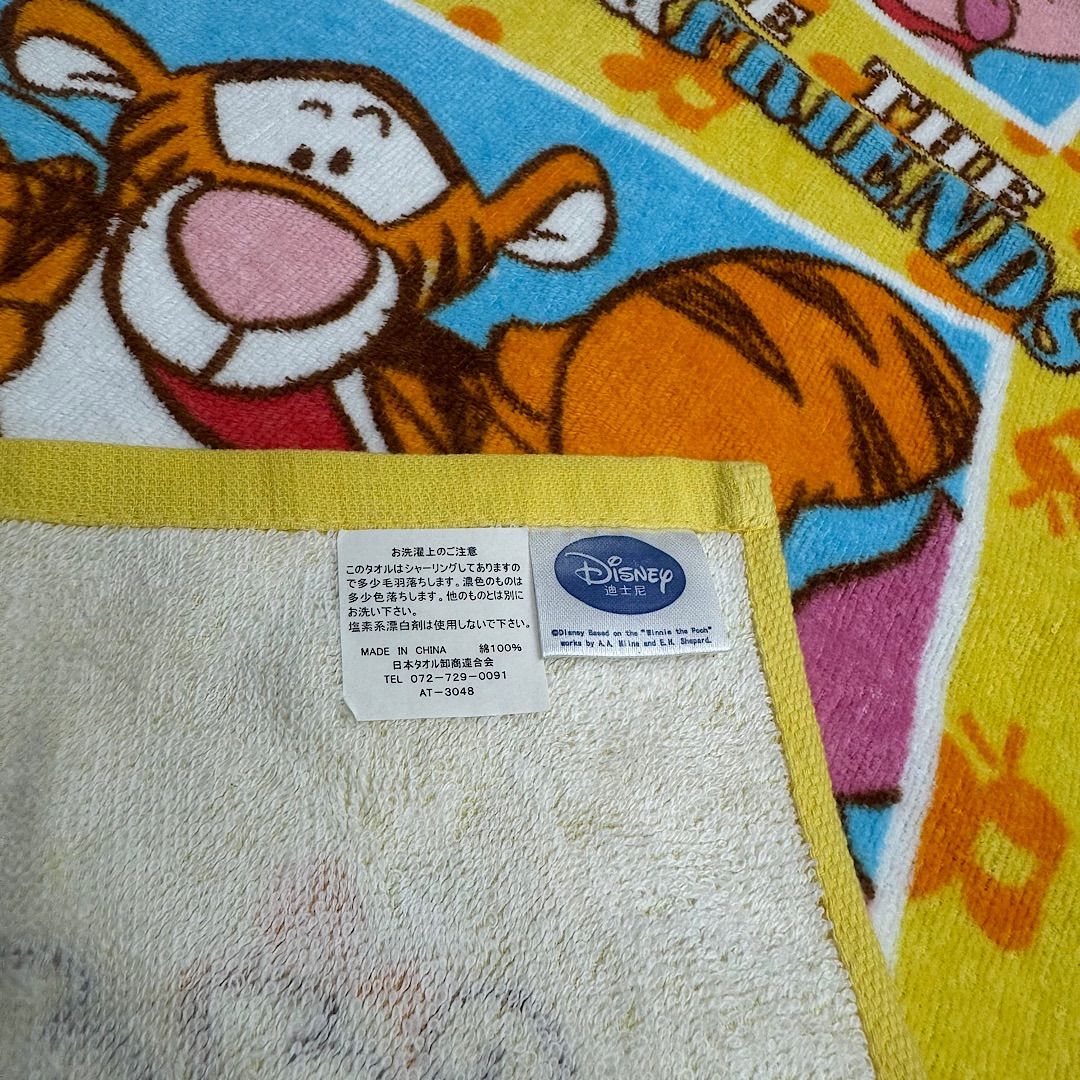 THE
FRIENDS
お洗濯上のご注意
このタオルはシャーリングしてありますの
で多少毛羽落ちします。濃色のものは
多少色落ちします。他のものとは別に
お洗い下さい。
塩素系漂白剤は使用しないで下さい。
MADE IN CHINA 綿100%
日本タオル卸商連合会
TEL 072-729-0091
AT-3048
Disney
迪士尼
©Disney Based on the "Winnie the Pooh"
works by A.A. Milne and E.H. Shepard.